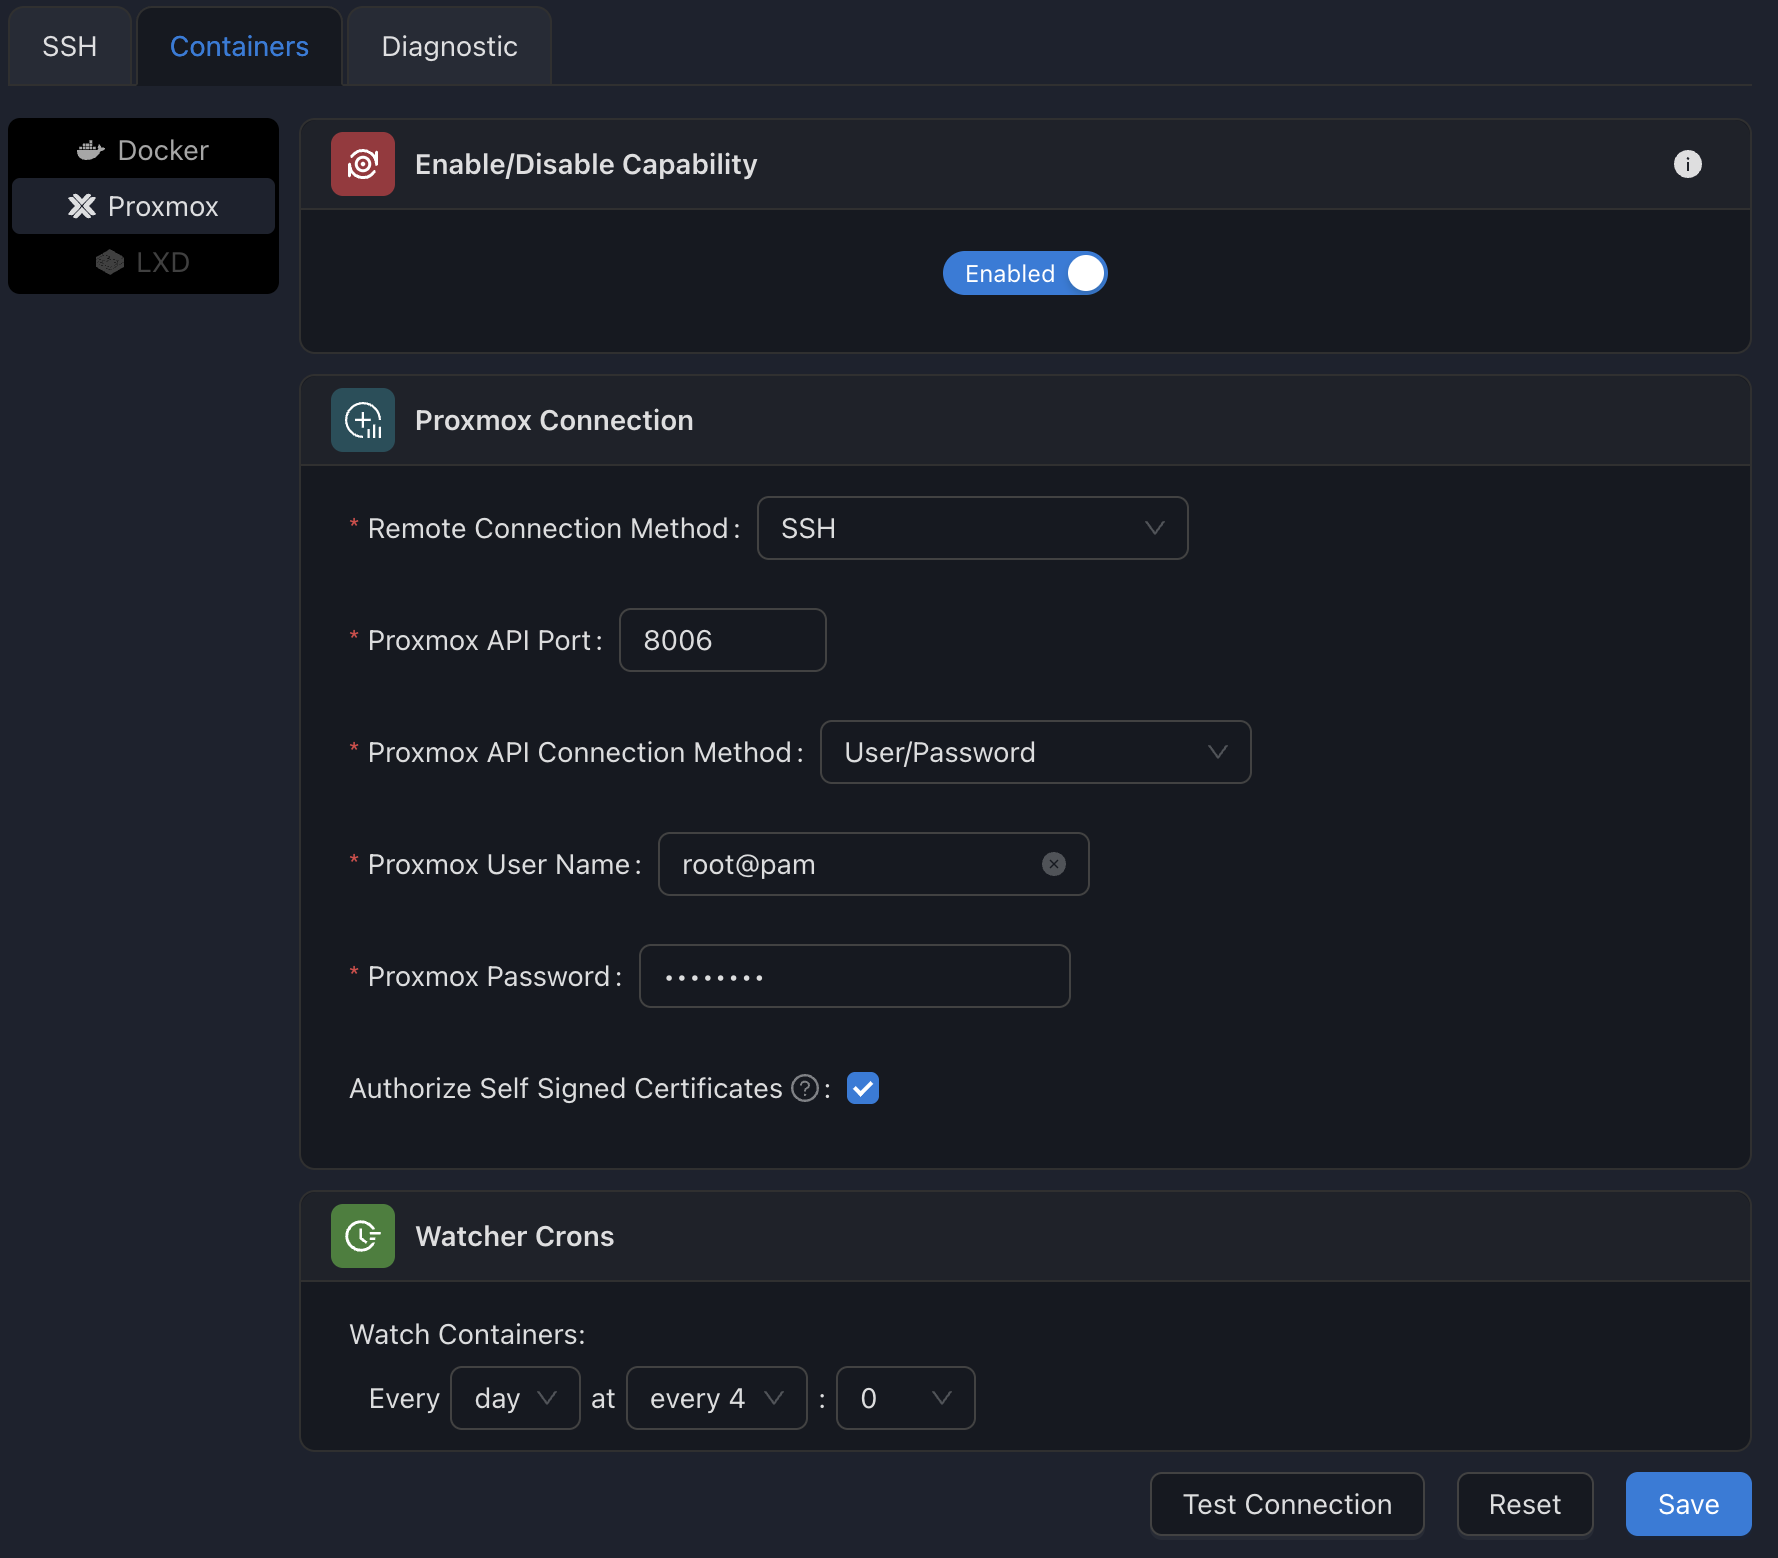 SSH Containers Diagnostic
Docker
Proxmox
LXD
Enable/Disable Capability
Enabled
Proxmox Connection
* Remote Connection Method: SSH
* Proxmox API Port: 8006
* Proxmox API Connection Method: User/Password
* Proxmox User Name: root@pam
* Proxmox Password: ••••••••
Authorize Self Signed Certificates ? :
Watcher Crons
Watch Containers:
Every day at every 4 : 0
Test Connection Reset Save